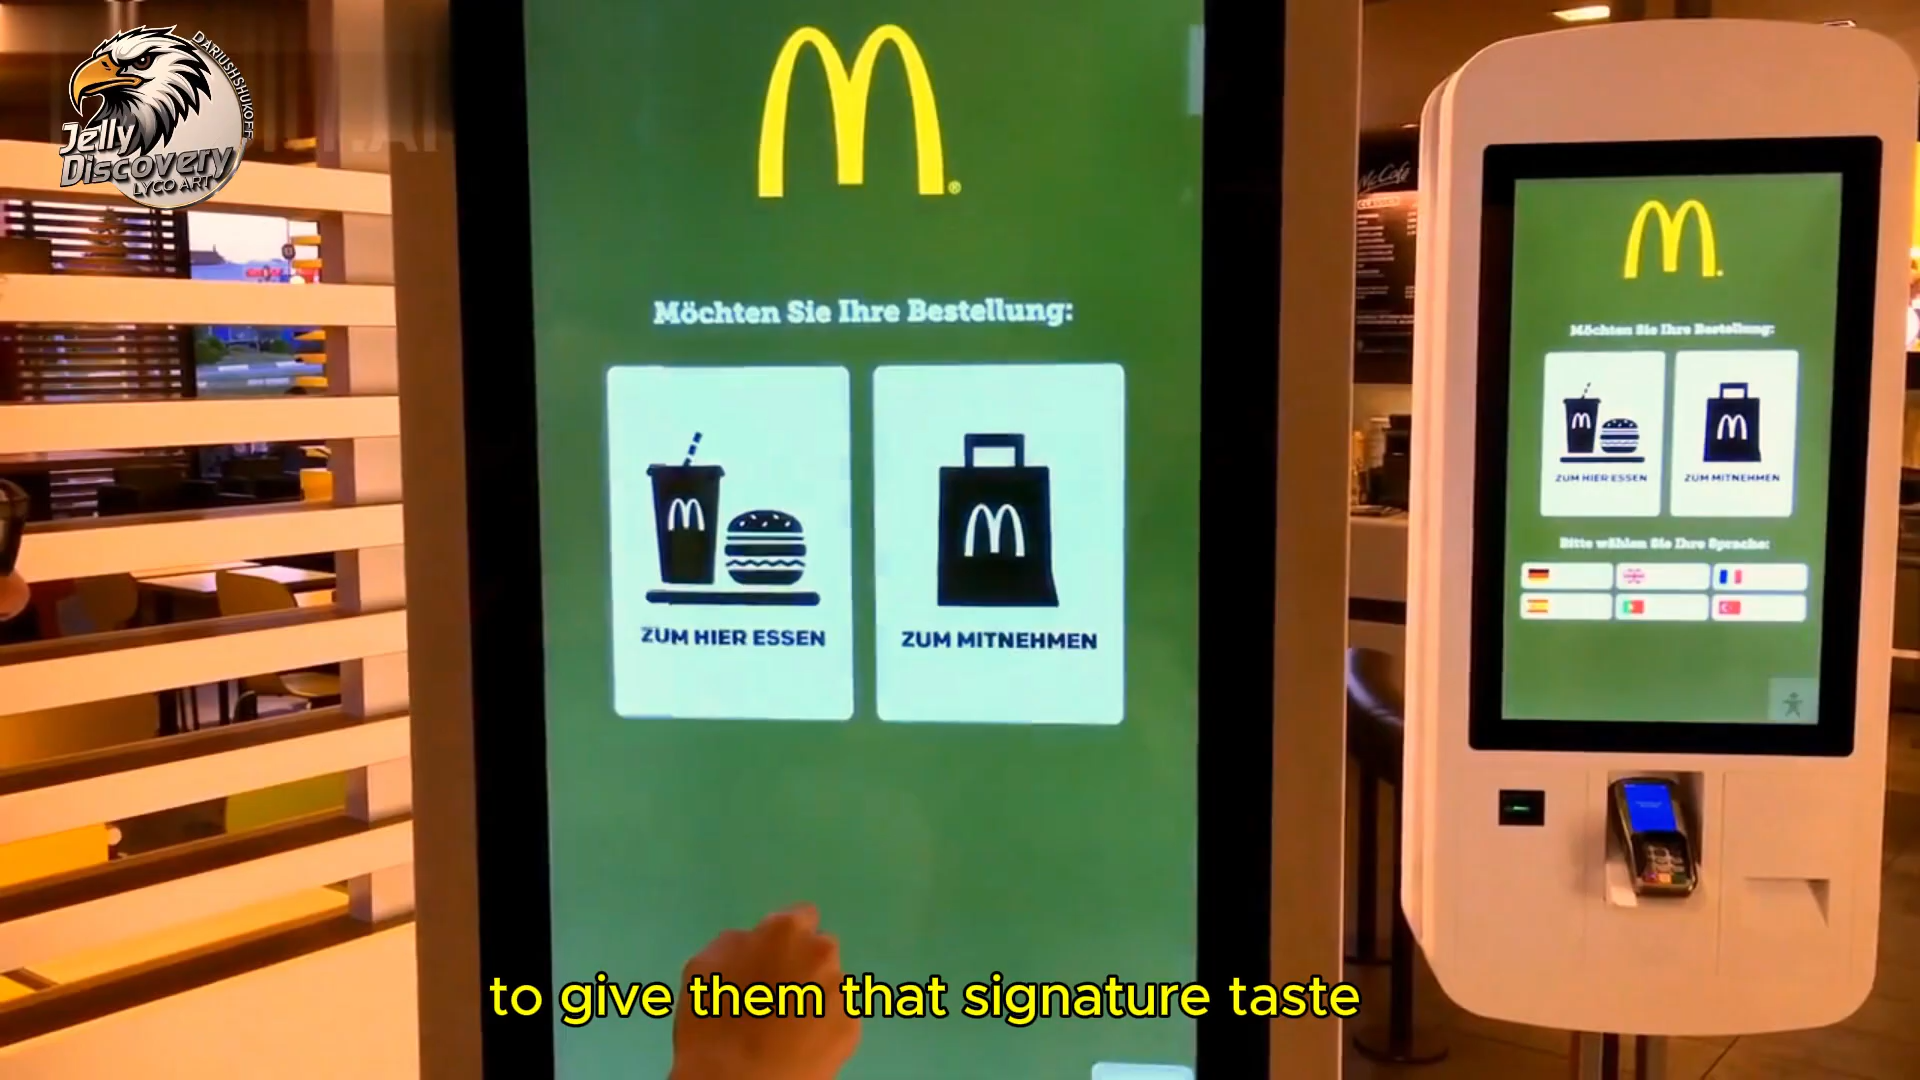 DARIUSHSHUKOFF
Jelly
Discovery
LYCO ART
Möchten Sie Ihre Bestellung:
ZUM HIER ESSEN
ZUM MITNEHMEN
McCafé
Möchten Sie Ihre Bestellung:
ZUM HIER ESSEN
ZUM MITNEHMEN
Bitte wählen Sie Ihre Sprache:
to give them that signature taste